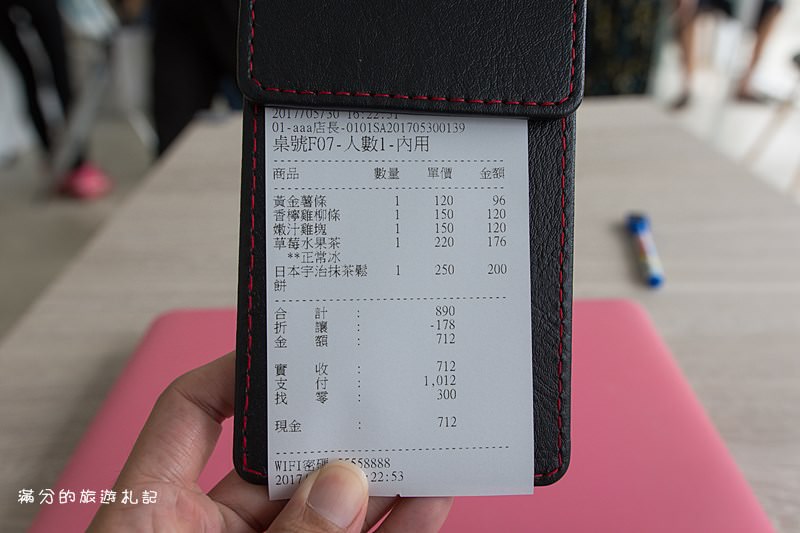 2017/05/30 16:22:51
01-aaa店長-0101SA201705300139
桌號F07-人數1-內用
商品 數量 單價 金額
黃金薯條 1 120 96
香檸雞柳條 1 150 120
嫩汁雞塊 1 150 120
草莓水果茶 1 220 176
**正常冰
日本宇治抹茶鬆 1 250 200
餅
合計: 890
折讓: -178
金額: 712
實收: 712
支付: 1,012
找零: 300
現金: 712
WIFI密碼 5558888
2017 :22:53
滿分的旅遊札記